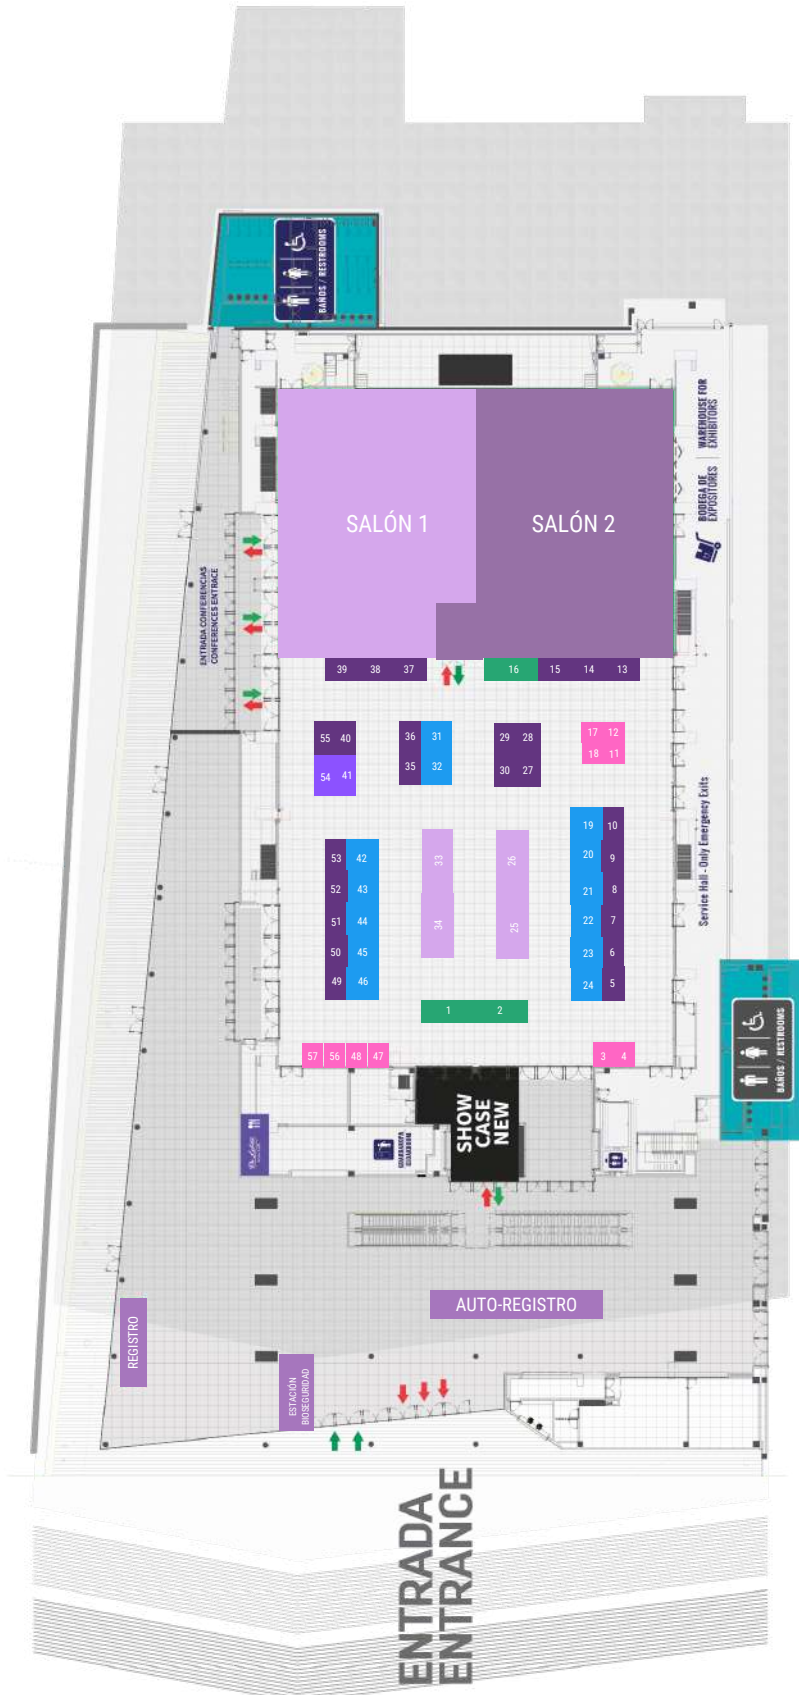 BAÑOS / RESTROOMS
WAREHOUSE FOR
EXHIBITORS
BODEGA DE
EXPOSITORES
SALÓN 1
SALÓN 2
ENTRADA CONFERENCIAS
CONFERENCES ENTRACE
39 38 37
16 15 14 13
55 40
54 41
36 31
35 32
29 28
30 27
17 12
18 11
Service Hall - Only Emergency Exits
53 42
52 43
51 44
50 45
49 46
33
34
26
25
19 10
20 9
21 8
22 7
23 6
24 5
1 2
57 56 48 47
3 4
BAÑOS / RESTROOMS
SHOW
CASE
NEW
GUARDAROPA
AUTO-REGISTRO
REGISTRO
ESTACIÓN
BIOSEGURIDAD
ENTRADA
ENTRANCE